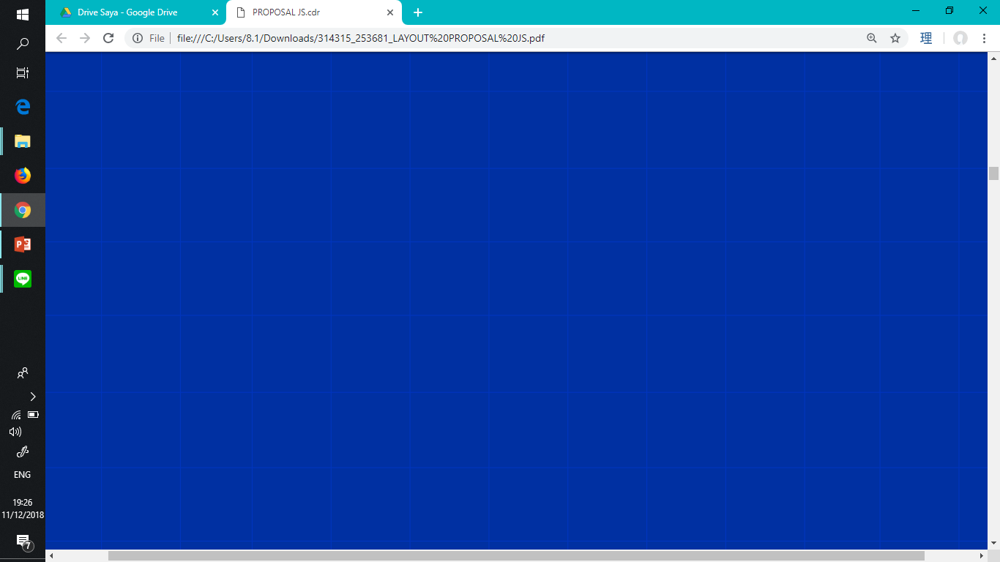 Drive Saya - Google Drive
PROPOSAL JS.cdr
File
file:///C:/Users/8.1/Downloads/314315_253681_LAYOUT%20PROPOSAL%20JS.pdf
理
P
LINE
ENG
19:26
11/12/2018
7